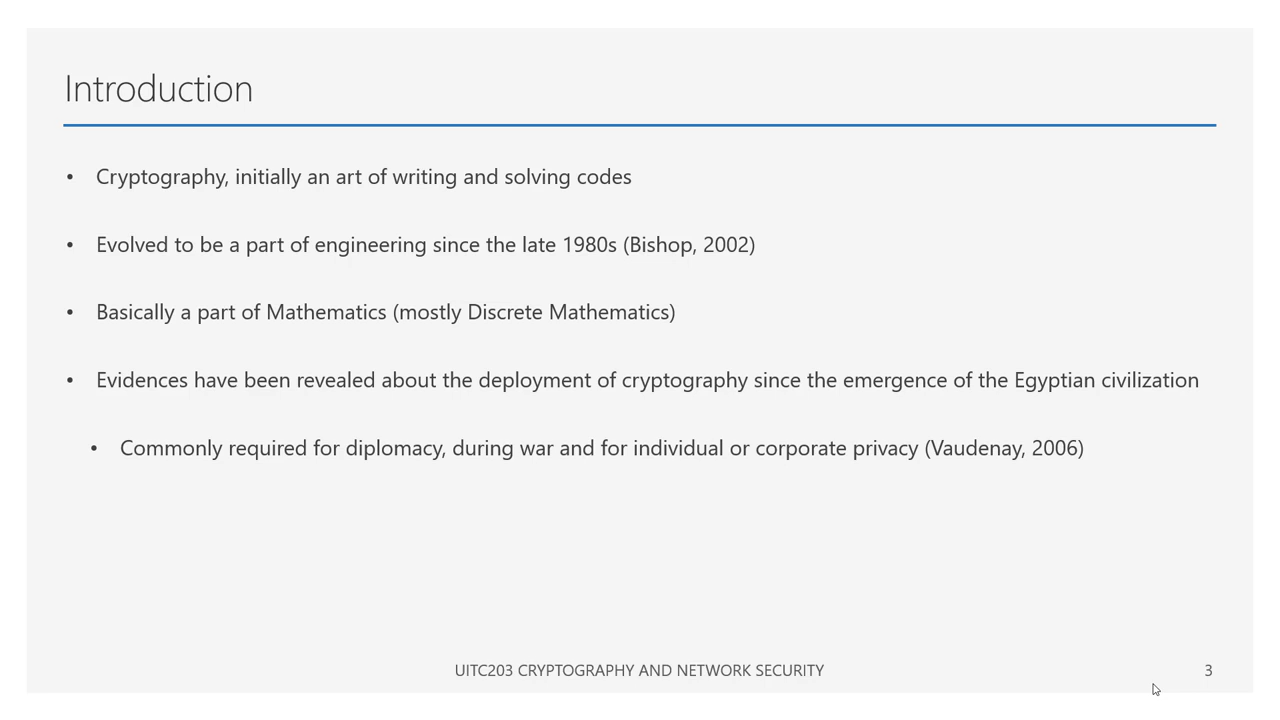 Introduction
• Cryptography, initially an art of writing and solving codes
• Evolved to be a part of engineering since the late 1980s (Bishop, 2002)
• Basically a part of Mathematics (mostly Discrete Mathematics)
• Evidences have been revealed about the deployment of cryptography since the emergence of the Egyptian civilization
• Commonly required for diplomacy, during war and for individual or corporate privacy (Vaudenay, 2006)
UITC203 CRYPTOGRAPHY AND NETWORK SECURITY
3